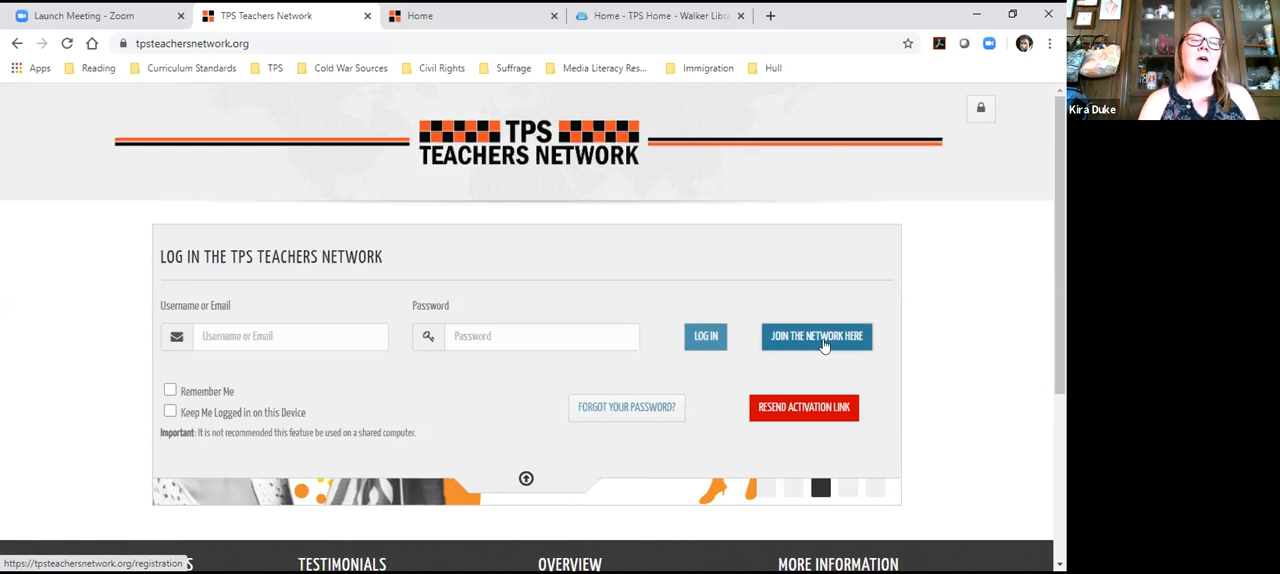 Launch Meeting - Zoom
TPS Teachers Network
Home
Home - TPS Home - Walker Libra
tpsteachersnetwork.org
Apps
Reading
Curriculum Standards
TPS
Cold War Sources
Civil Rights
Suffrage
Media Literacy Res...
Immigration
Hull
Kira Duke
TPS
TEACHERS NETWORK
LOG IN THE TPS TEACHERS NETWORK
Username or Email
Password
Username or Email
Password
LOG IN
JOIN THE NETWORK HERE
Remember Me
Keep Me Logged in on this Device
FORGOT YOUR PASSWORD?
RESEND ACTIVATION LINK
Important: It is not recommended this feature be used on a shared computer.
https://tpsteachersnetwork.org/registration
TESTIMONIALS
OVERVIEW
MORE INFORMATION